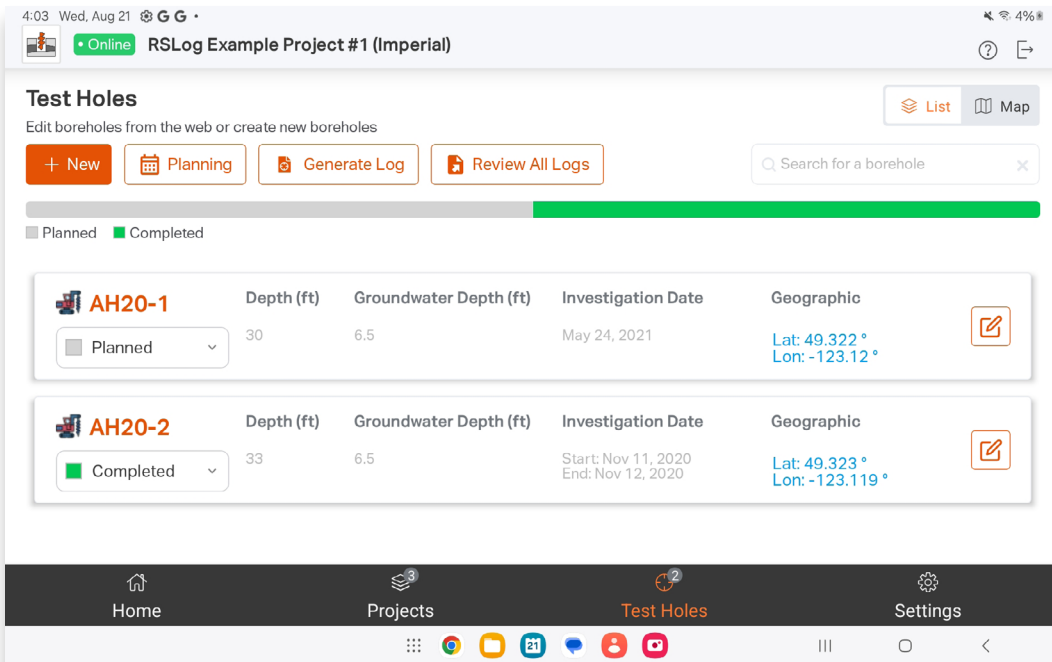 4:03 Wed, Aug 21 G G
4%
Online
RSLog Example Project #1 (Imperial)
Test Holes
List
Map
Edit boreholes from the web or create new boreholes
+ New
Planning
Generate Log
Review All Logs
Search for a borehole
Planned
Completed
AH20-1
Planned
Depth (ft)
30
Groundwater Depth (ft)
6.5
Investigation Date
May 24, 2021
Geographic
Lat: 49.322 °
Lon: -123.12 °
AH20-2
Completed
Depth (ft)
33
Groundwater Depth (ft)
6.5
Investigation Date
Start: Nov 11, 2020
End: Nov 12, 2020
Geographic
Lat: 49.323 °
Lon: -123.119 °
Home
3
Projects
2
Test Holes
Settings
21